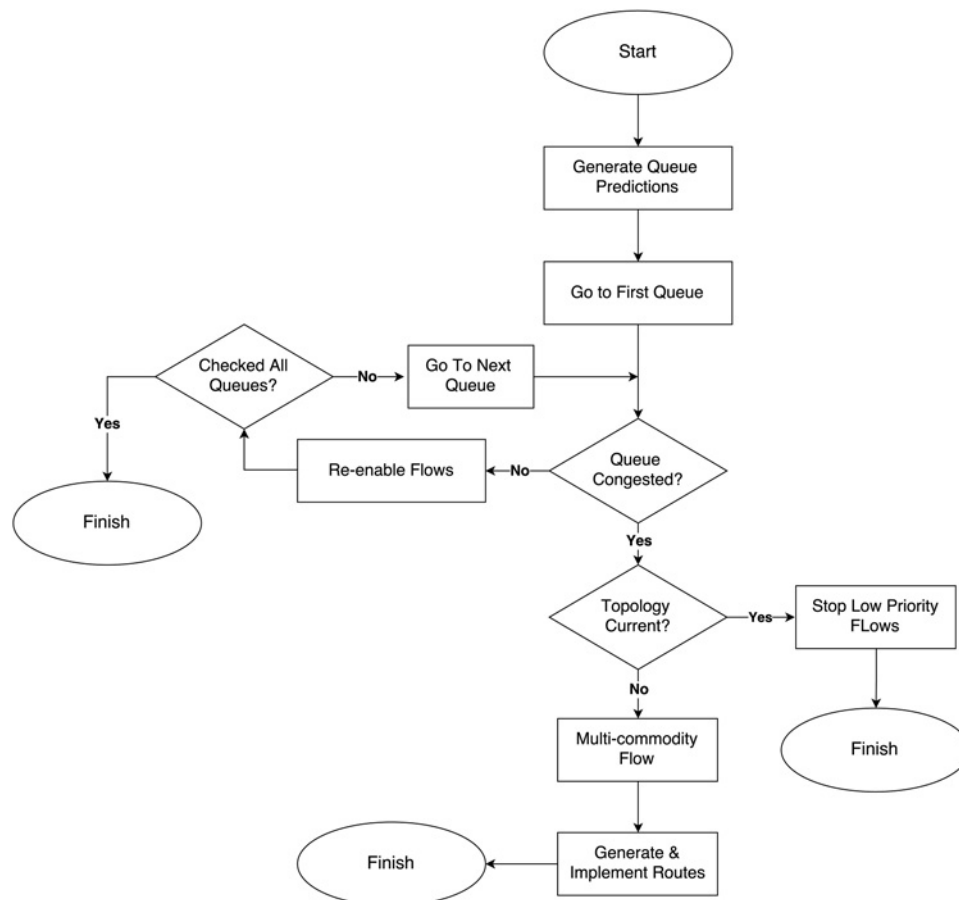 Start
Generate Queue
Predictions
Go to First Queue
Checked All
Queues?
No
Go To Next
Queue
Yes
Finish
Re-enable Flows
No
Queue
Congested?
Yes
Topology
Current?
Yes
Stop Low Priority
FLows
Finish
No
Multi-commodity
Flow
Generate &
Implement Routes
Finish